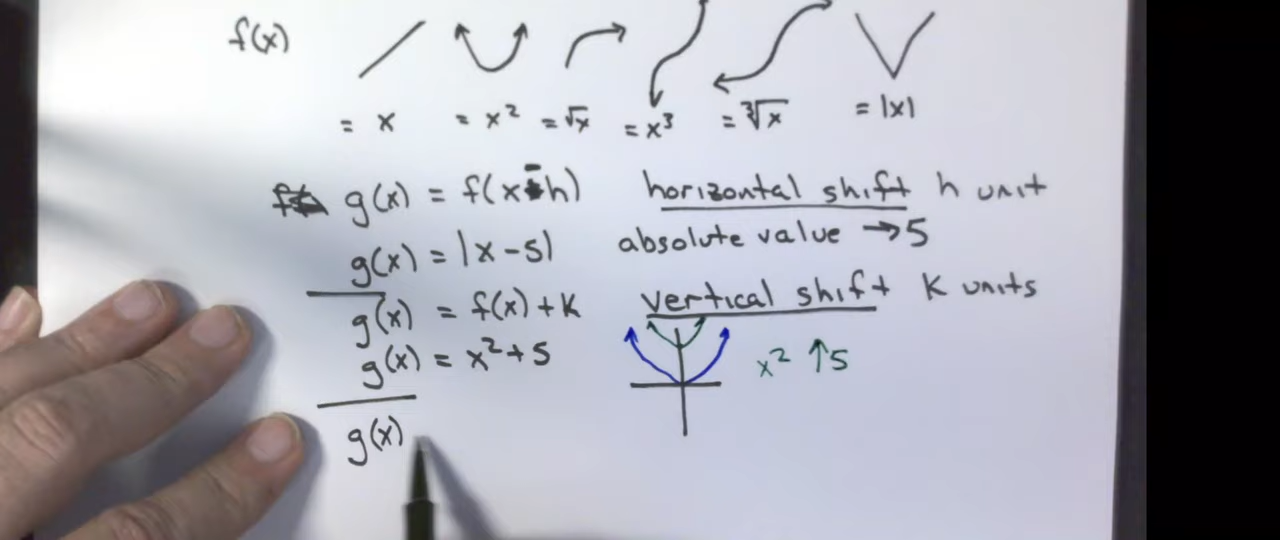 f(x)
= x = x² = √x = x³ = ∛x = |x|
g(x) = f(x-h) horizontal shift h unit
g(x) = |x-5| absolute value →5
g(x) = f(x)+K vertical shift K units
g(x) = x²+5 x² ↑5
g(x)